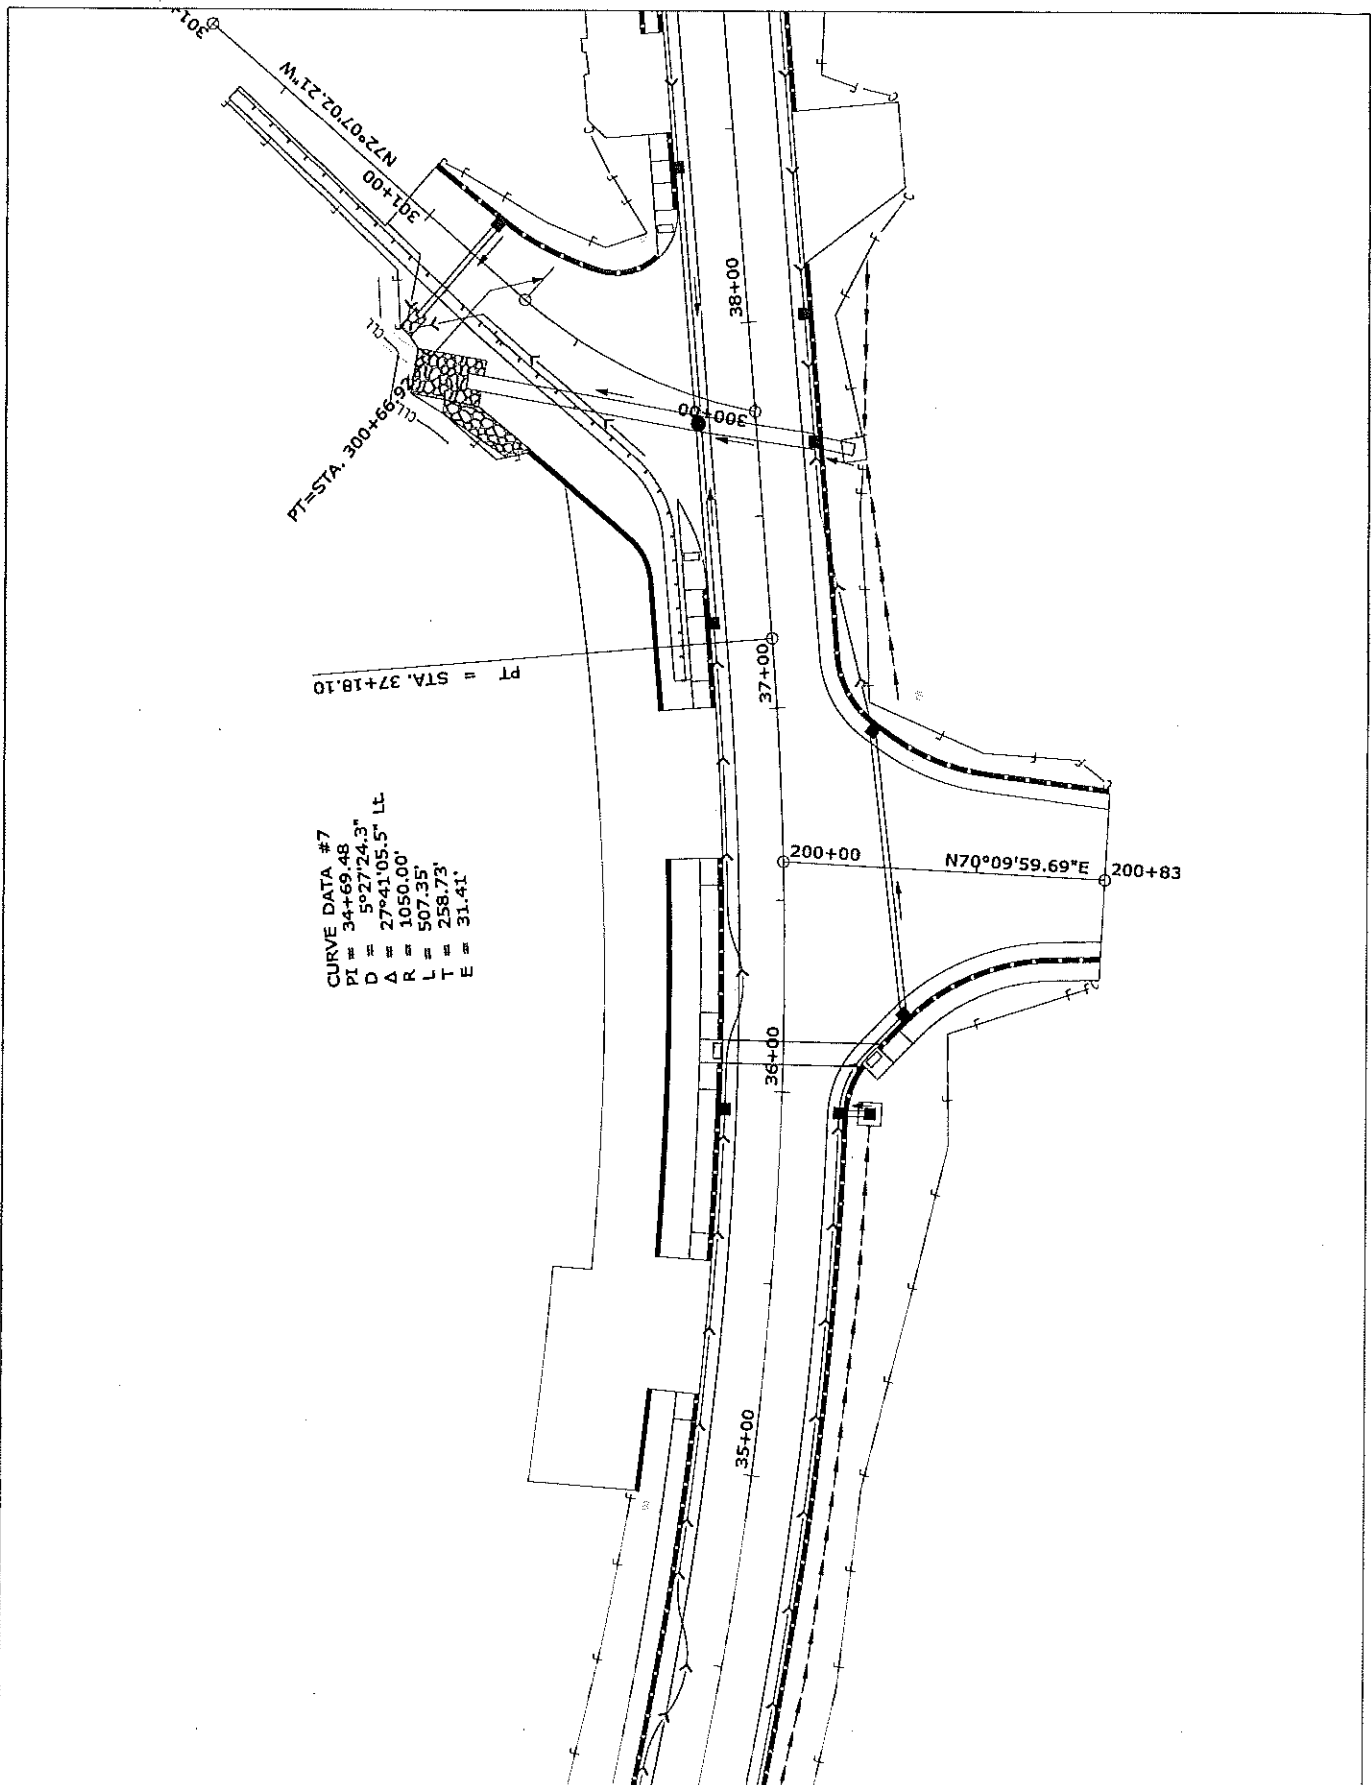 301+
N72°07'02.21"W
301+00
CLL
CLL
PT=STA. 300+66.92
38+00
300+00
PT. = STA. 37+18.10
37+00
CURVE DATA #7
PI = 34+69.48
D = 5°27'24.3"
Δ = 27°41'05.5" Lt.
R = 1050.00'
L = 507.35'
T = 258.73'
E = 31.41'
200+00
N70°09'59.69"E
200+83
36+00
35+00